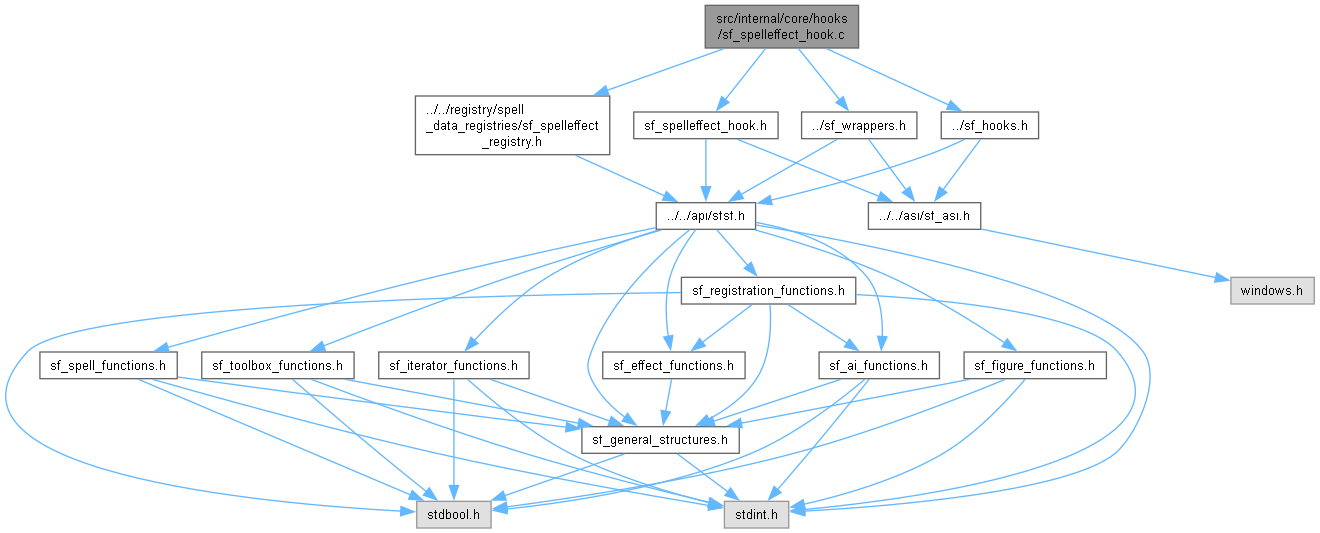 src/internal/core/hooks
/sf_spelleffect_hook.c
../../registry/spell
_data_registries/sf_spelleffect
_registry.h
sf_spelleffect_hook.h
../sf_wrappers.h
../sf_hooks.h
../../api/sfsf.h
../../asi/sf_asi.h
sf_registration_functions.h
windows.h
sf_spell_functions.h
sf_toolbox_functions.h
sf_iterator_functions.h
sf_effect_functions.h
sf_ai_functions.h
sf_figure_functions.h
sf_general_structures.h
stdbool.h
stdint.h